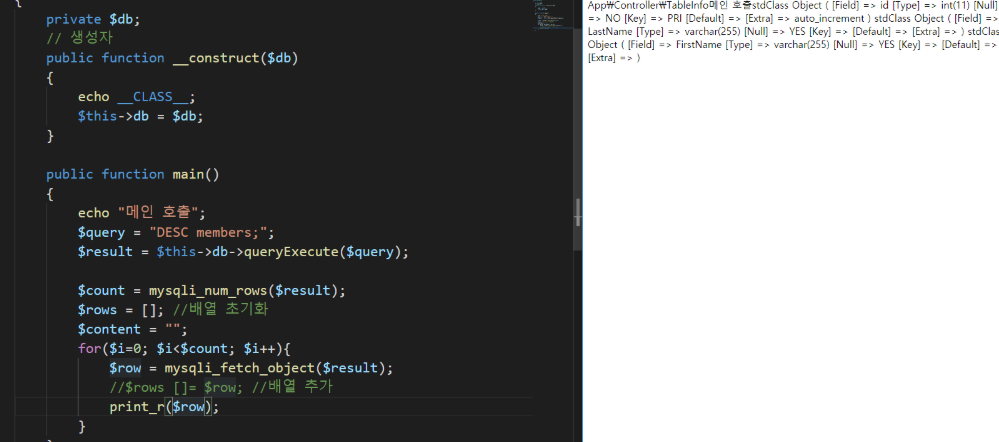 {
private $db;
// 생성자
public function __construct($db)
{
echo __CLASS__;
$this->db = $db;
}
public function main()
{
echo "메인 호출";
$query = "DESC members;";
$result = $this->db->queryExecute($query);
$count = mysqli_num_rows($result);
$rows = []; //배열 초기화
$content = "";
for($i=0; $i<$count; $i++){
$row = mysqli_fetch_object($result);
//$rows []= $row; //배열 추가
print_r($row);
}
App₩Controller₩TableInfo메인 호출stdClass Object ( [Field] => id [Type] => int(11) [Null]
=> NO [Key] => PRI [Default] => [Extra] => auto_increment ) stdClass Object ( [Field] =>
LastName [Type] => varchar(255) [Null] => YES [Key] => [Default] => [Extra] => ) stdClas
Object ( [Field] => FirstName [Type] => varchar(255) [Null] => YES [Key] => [Default] =>
[Extra] => )